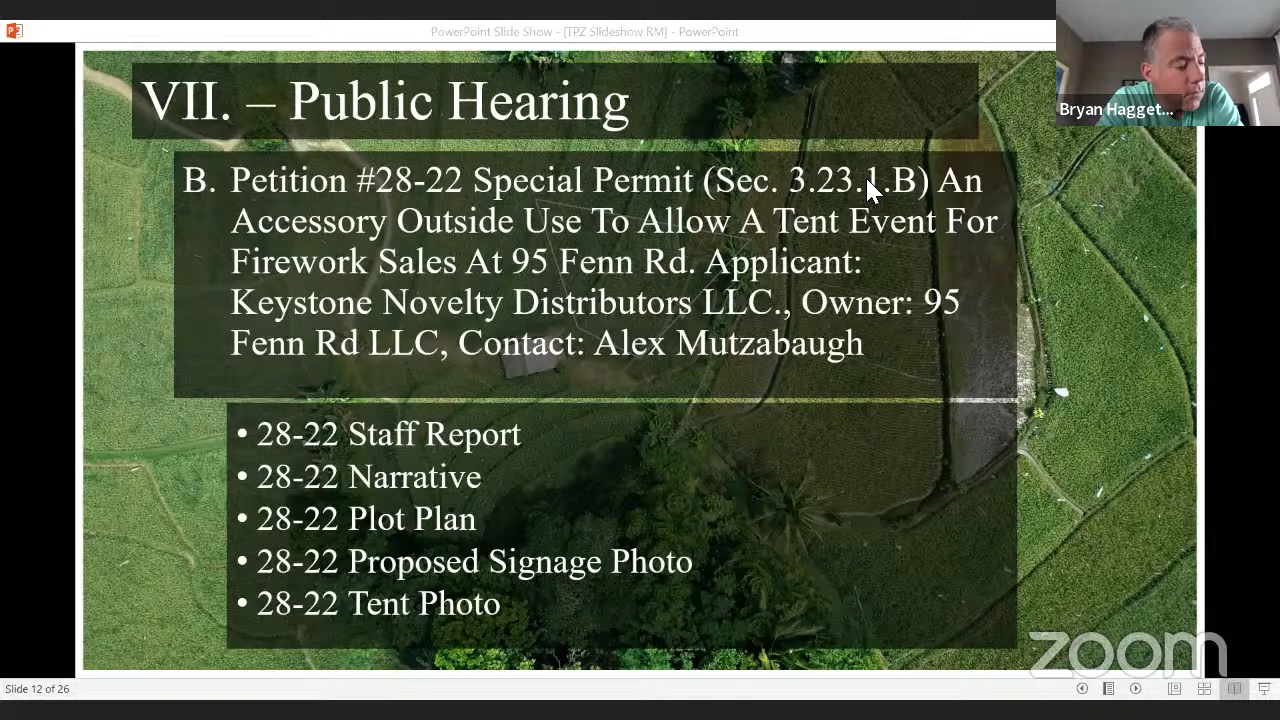 PowerPoint Slide Show - [TPZ Slideshow RM] - PowerPoint
Bryan Hagget...
VII. – Public Hearing
B. Petition #28-22 Special Permit (Sec. 3.23.1.B) An
Accessory Outside Use To Allow A Tent Event For
Firework Sales At 95 Fenn Rd. Applicant:
Keystone Novelty Distributors LLC., Owner: 95
Fenn Rd LLC, Contact: Alex Mutzabaugh
• 28-22 Staff Report
• 28-22 Narrative
• 28-22 Plot Plan
• 28-22 Proposed Signage Photo
• 28-22 Tent Photo
zoom
Slide 12 of 26